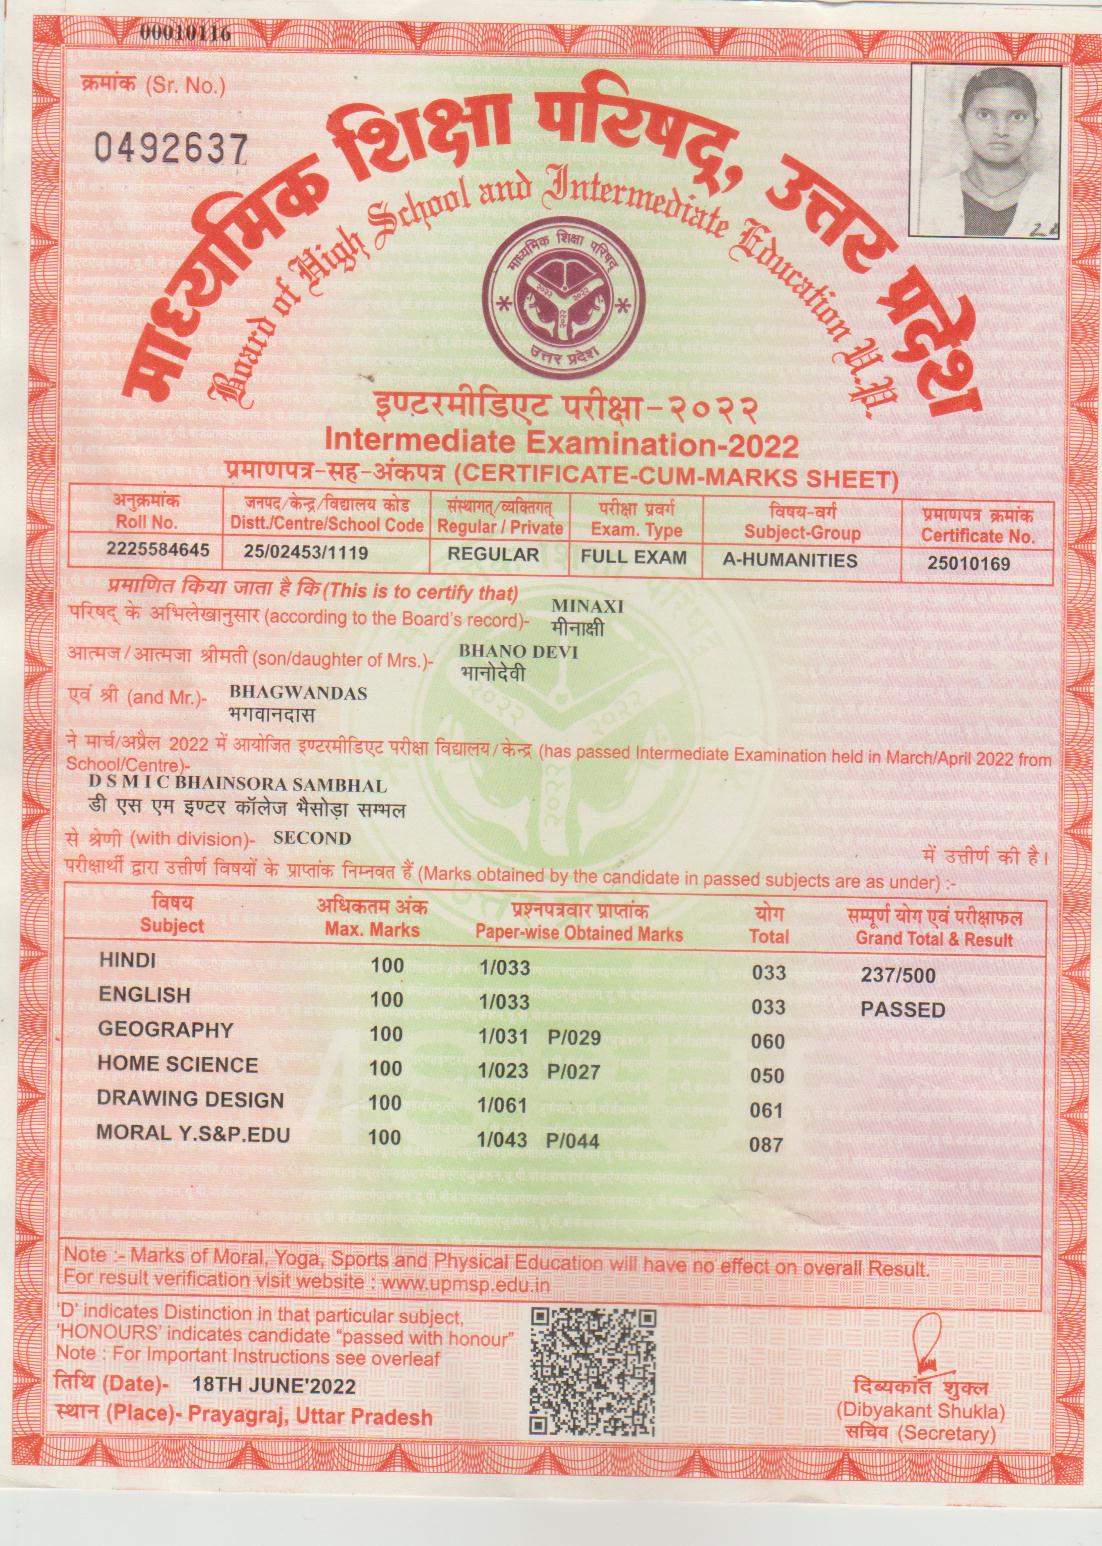 00010116
क्रमांक (Sr. No.)
0492637
माध्यमिक शिक्षा परिषद्, उत्तर प्रदेश
Board of High School and Intermediate Education U.P.
माध्यमिक शिक्षा परिषद्
२०२२ २०२२
२०२२
उत्तर प्रदेश
इण्टरमीडिएट परीक्षा-२०२२
Intermediate Examination-2022
प्रमाणपत्र-सह-अंकपत्र (CERTIFICATE-CUM-MARKS SHEET)
अनुक्रमांक जनपद/केन्द्र/विद्यालय कोड संस्थागत्/व्यक्तिगत् परीक्षा प्रवर्ग विषय-वर्ग प्रमाणपत्र क्रमांक
Roll No. Distt./Centre/School Code Regular / Private Exam. Type Subject-Group Certificate No.
2225584645 25/02453/1119 REGULAR FULL EXAM A-HUMANITIES 25010169
प्रमाणित किया जाता है कि (This is to certify that)
MINAXI
परिषद् के अभिलेखानुसार (according to the Board's record)- मीनाक्षी
BHANO DEVI
आत्मज/आत्मजा श्रीमती (son/daughter of Mrs.)- भानोदेवी
BHAGWANDAS
एवं श्री (and Mr.)- भगवानदास
ने मार्च/अप्रैल 2022 में आयोजित इण्टरमीडिएट परीक्षा विद्यालय/केन्द्र (has passed Intermediate Examination held in March/April 2022 from
School/Centre)-
D S M I C BHAINSORA SAMBHAL
डी एस एम इण्टर कॉलेज भैसोड़ा सम्भल
से श्रेणी (with division)- SECOND में उत्तीर्ण की है।
परीक्षार्थी द्वारा उत्तीर्ण विषयों के प्राप्तांक निम्नवत हैं (Marks obtained by the candidate in passed subjects are as under) :-
विषय अधिकतम अंक प्रश्नपत्रवार प्राप्तांक योग सम्पूर्ण योग एवं परीक्षाफल
Subject Max. Marks Paper-wise Obtained Marks Total Grand Total & Result
HINDI 100 1/033 033 237/500
ENGLISH 100 1/033 033 PASSED
GEOGRAPHY 100 1/031 P/029 060
HOME SCIENCE 100 1/023 P/027 050
DRAWING DESIGN 100 1/061 061
MORAL Y.S&P.EDU 100 1/043 P/044 087
Note :- Marks of Moral, Yoga, Sports and Physical Education will have no effect on overall Result.
For result verification visit website : www.upmsp.edu.in
'D' indicates Distinction in that particular subject,
'HONOURS' indicates candidate "passed with honour"
Note : For Important Instructions see overleaf
तिथि (Date)- 18TH JUNE'2022
स्थान (Place)- Prayagraj, Uttar Pradesh
दिब्यकांत शुक्ल
(Dibyakant Shukla)
सचिव (Secretary)